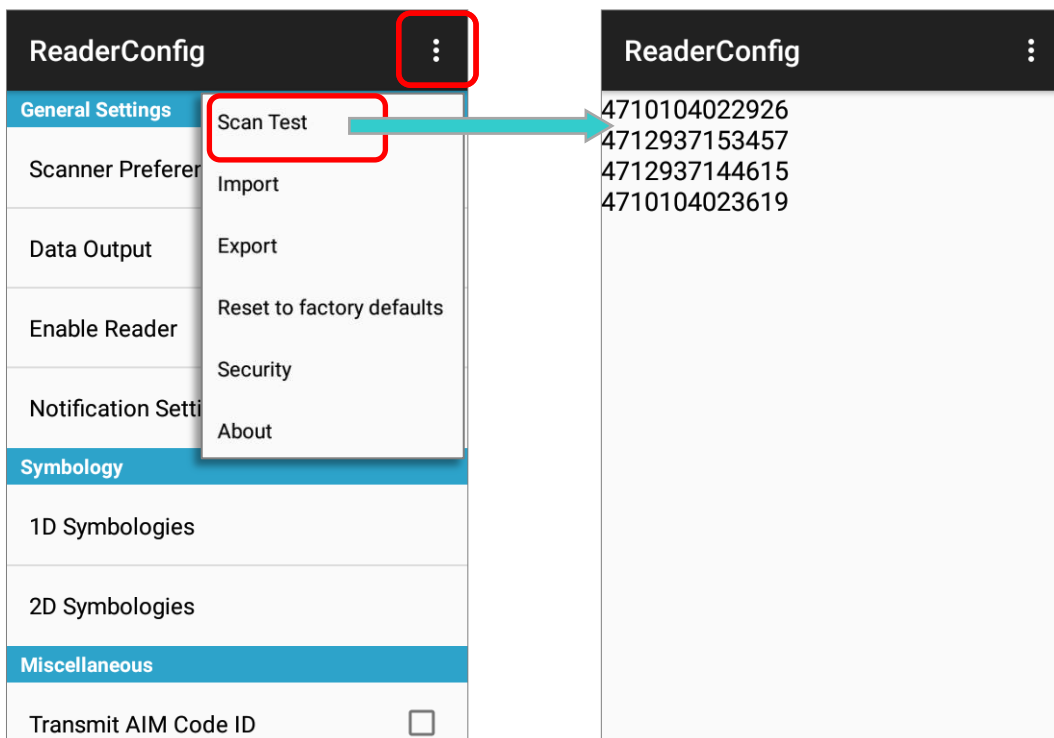 ReaderConfig
General Settings
Scanner Preferer
Data Output
Enable Reader
Notification Setti
Scan Test
Import
Export
Reset to factory defaults
Security
About
Symbology
1D Symbologies
2D Symbologies
Miscellaneous
Transmit AIM Code ID
ReaderConfig
4710104022926
4712937153457
4712937144615
4710104023619